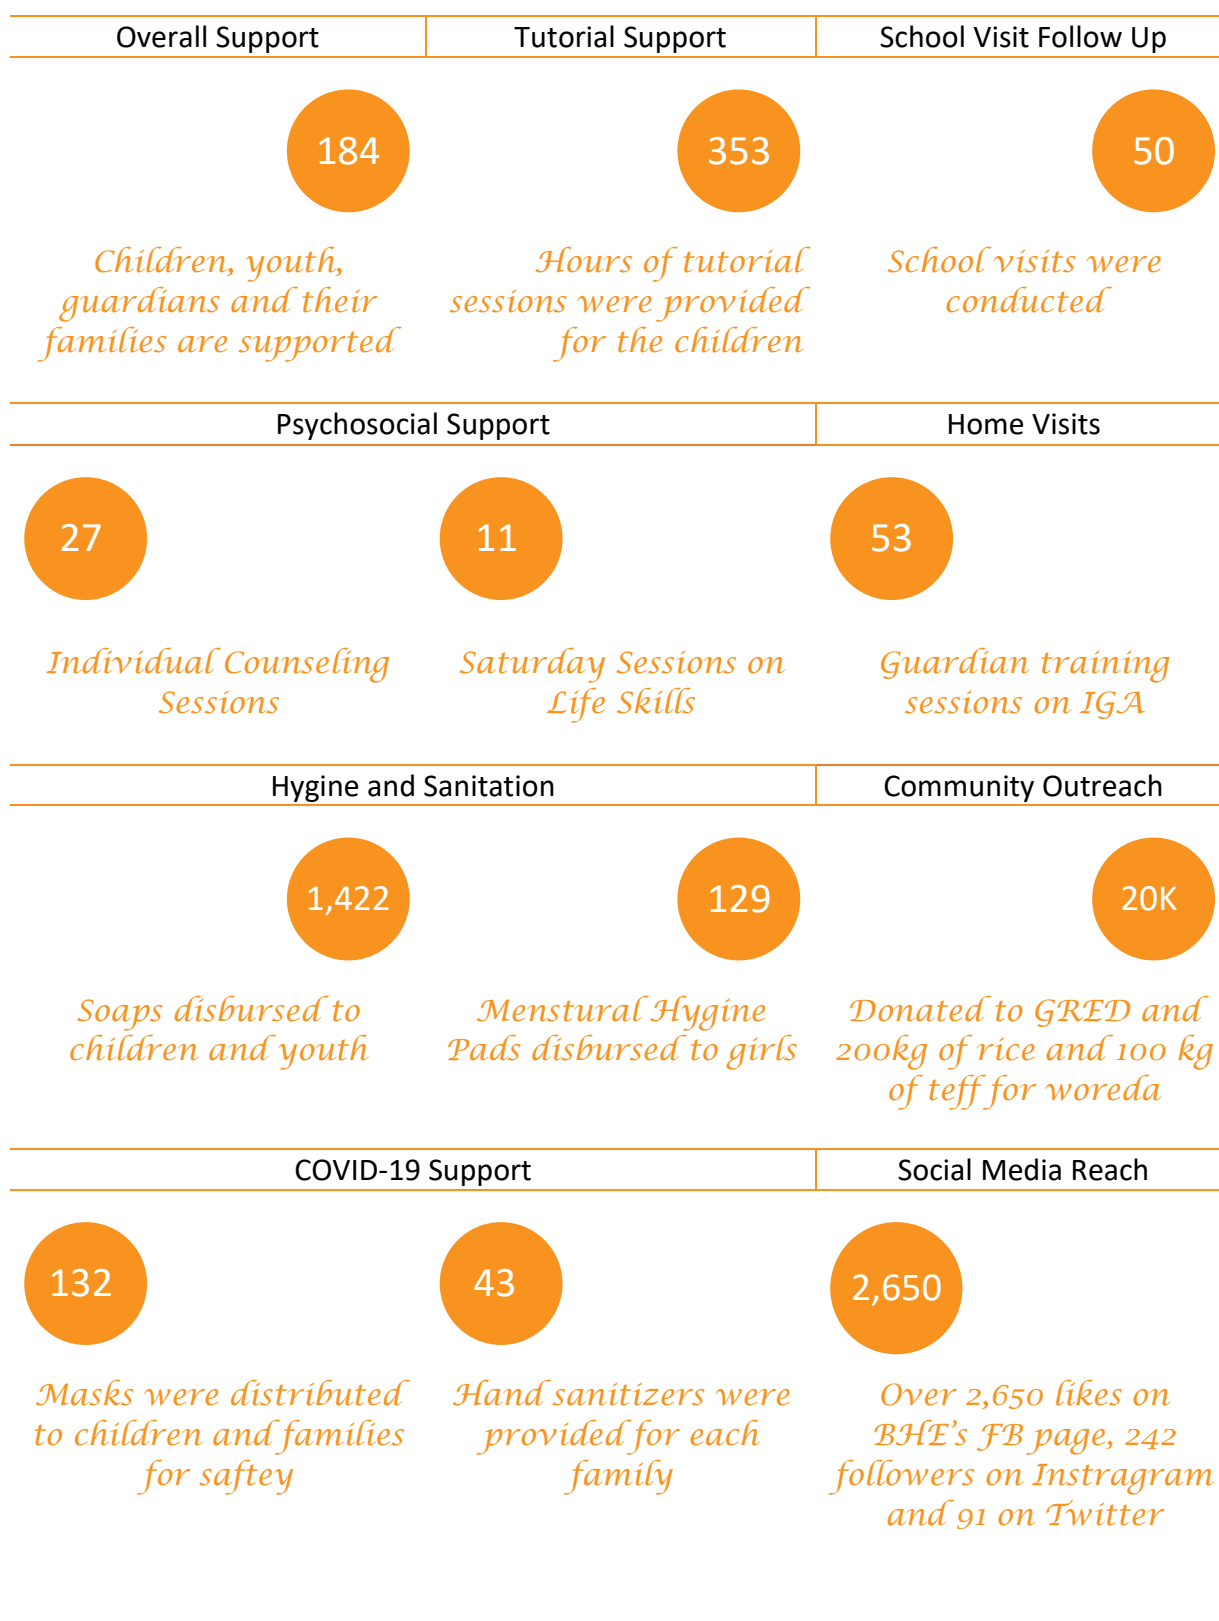 Overall Support
Tutorial Support
School Visit Follow Up
184
353
50
Children, youth,
guardians and their
families are supported
Hours of tutorial
sessions were provided
for the children
School visits were
conducted
Psychosocial Support
Home Visits
27
11
53
Individual Counseling
Sessions
Saturday Sessions on
Life Skills
Guardian training
sessions on IGA
Hygine and Sanitation
Community Outreach
1,422
129
20K
Soaps disbursed to
children and youth
Menstural Hygine
Pads disbursed to girls
Donated to GRED and
200kg of rice and 100 kg
of teff for woreda
COVID-19 Support
Social Media Reach
132
43
2,650
Masks were distributed
to children and families
for saftey
Hand sanitizers were
provided for each
family
Over 2,650 likes on
BHE's FB page, 242
followers on Instragram
and 91 on Twitter